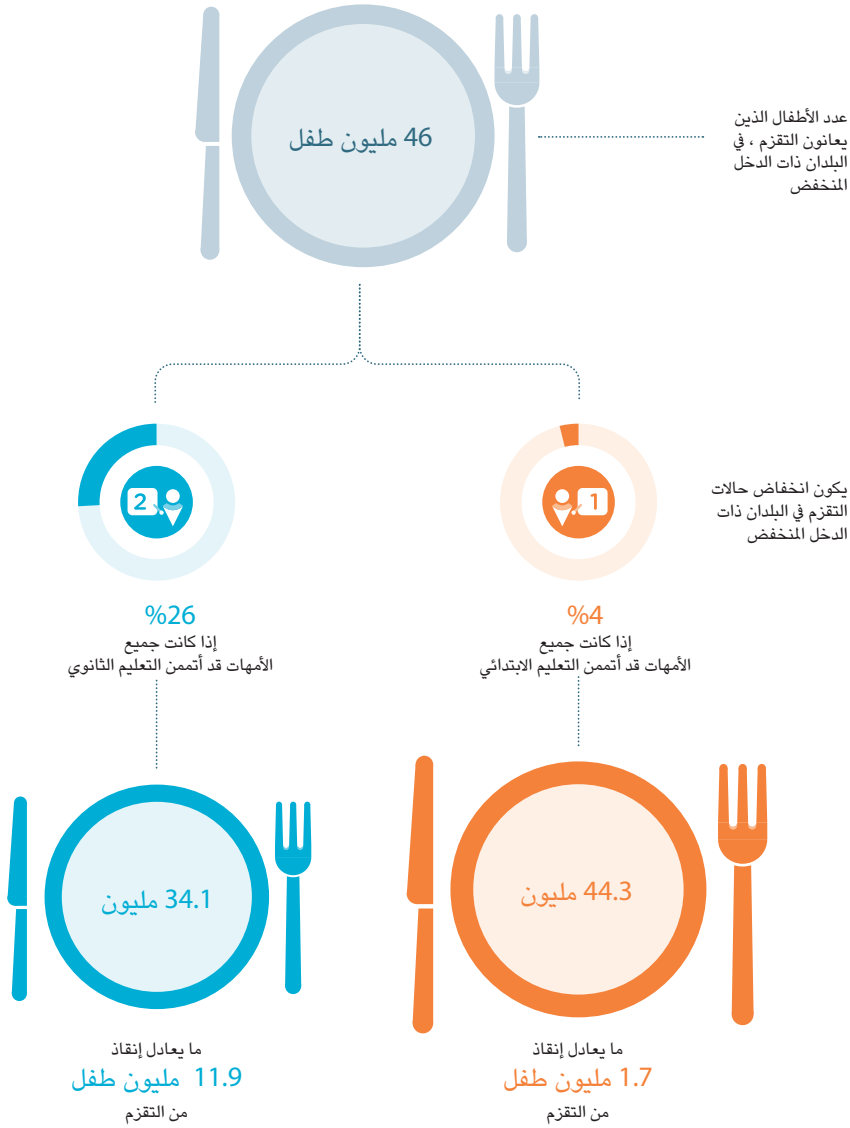 46 مليون طفل
عدد الأطفال الذين
يعانون التقزم ، في
البلدان ذات الدخل
المنخفض
يكون انخفاض حالات
التقزم في البلدان ذات
الدخل المنخفض
1
%4
إذا كانت جميع
الأمهات قد أتممن التعليم الابتدائي
44.3 مليون
ما يعادل إنقاذ
1.7 مليون طفل
من التقزم
2
%26
إذا كانت جميع
الأمهات قد أتممن التعليم الثانوي
34.1 مليون
ما يعادل إنقاذ
11.9 مليون طفل
من التقزم